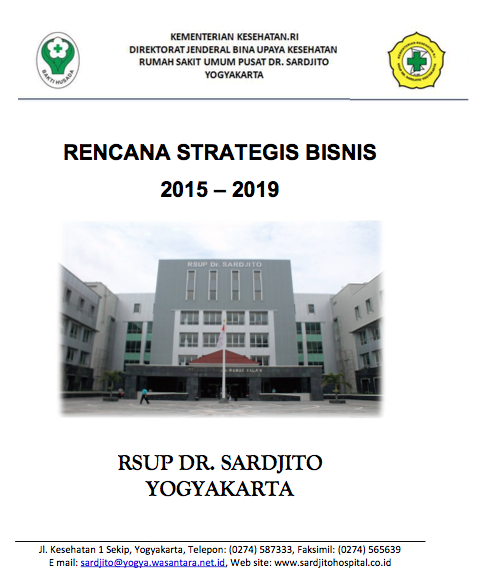 KEMENTERIAN KESEHATAN.RI
DIREKTORAT JENDERAL BINA UPAYA KESEHATAN
RUMAH SAKIT UMUM PUSAT DR. SARDJITO
YOGYAKARTA
BAKTI HUSADA
RENCANA STRATEGIS BISNIS
2015 – 2019
RSUP Dr. SARDJITO
RSUP DR. SARDJITO
YOGYAKARTA
Jl. Kesehatan 1 Sekip, Yogyakarta, Telepon: (0274) 587333, Faksimil: (0274) 565639
E mail: sardjito@yogya.wasantara.net.id, Web site: www.sardjitohospital.co.id